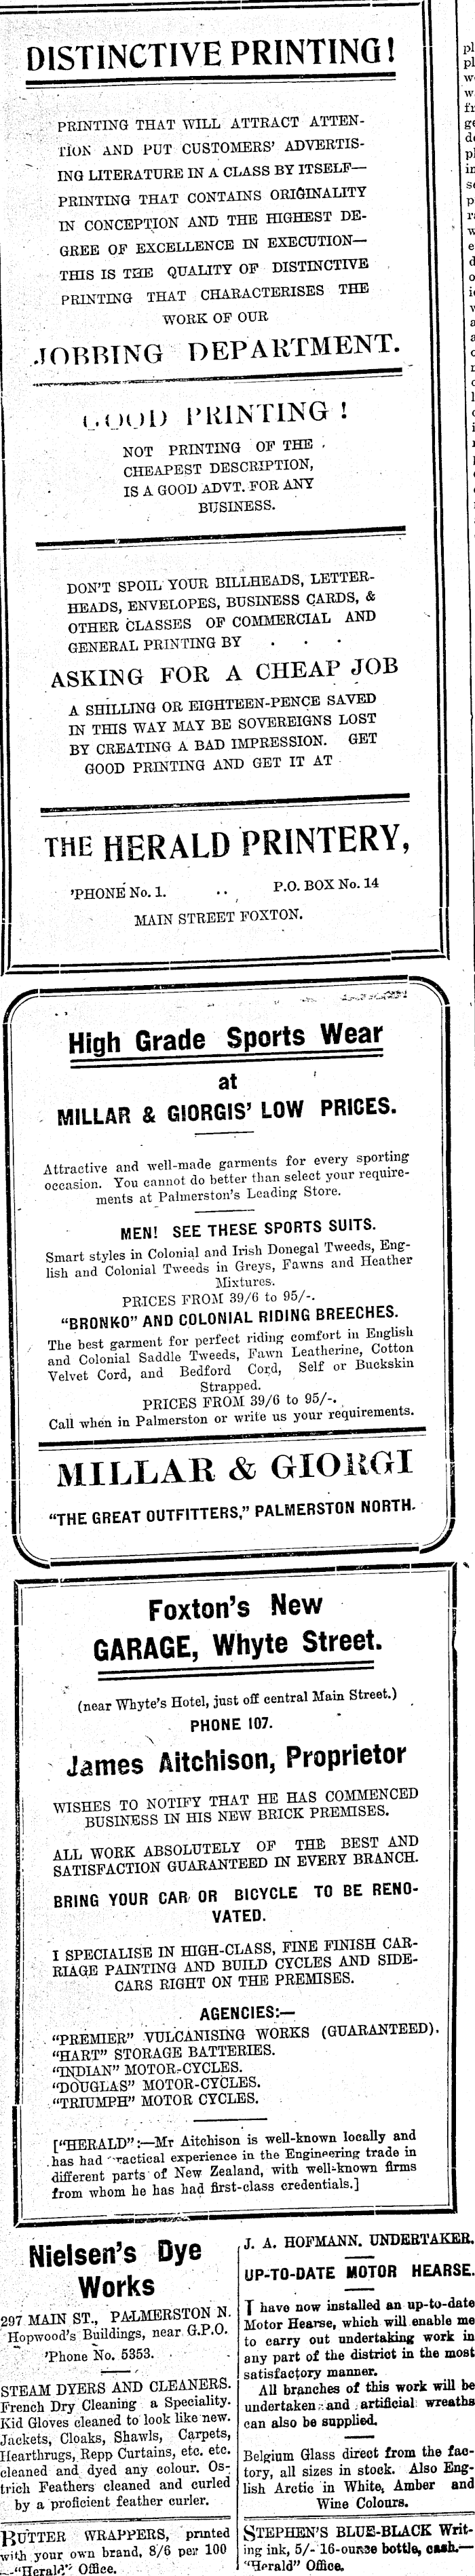 DISTINCTIVE PRINTING!
PRINTING THAT WILL ATTRACT ATTEN-
TION AND PUT CUSTOMERS' ADVERTIS-
ING LITERATURE IN A CLASS BY ITSELF—
PRINTING THAT CONTAINS ORIGINALITY
IN CONCEPTION AND THE HIGHEST DE-
GREE OF EXCELLENCE IN EXECUTION—
THIS IS THE QUALITY OF DISTINCTIVE
PRINTING THAT CHARACTERISES THE
WORK OF OUR
JOBBING DEPARTMENT.
GOOD PRINTING!
NOT PRINTING OF THE
CHEAPEST DESCRIPTION,
IS A GOOD ADVT. FOR ANY
BUSINESS.
DON'T SPOIL YOUR BILLHEADS, LETTER-
HEADS, ENVELOPES, BUSINESS CARDS, &
OTHER CLASSES OF COMMERCIAL AND
GENERAL PRINTING BY . . .
ASKING FOR A CHEAP JOB
A SHILLING OR EIGHTEEN-PENCE SAVED
IN THIS WAY MAY BE SOVEREIGNS LOST
BY CREATING A BAD IMPRESSION. GET
GOOD PRINTING AND GET IT AT
THE HERALD PRINTERY,
'PHONE No. 1. .. P.O. BOX No. 14
MAIN STREET FOXTON.
High Grade Sports Wear
at
MILLAR & GIORGIS' LOW PRICES.
Attractive and well-made garments for every sporting
occasion. You cannot do better than select your require-
ments at Palmerston's Leading Store.
MEN! SEE THESE SPORTS SUITS.
Smart styles in Colonial and Irish Donegal Tweeds, Eng-
lish and Colonial Tweeds in Greys, Fawns and Heather
Mixtures.
PRICES FROM 39/6 to 95/-.
"BRONKO" AND COLONIAL RIDING BREECHES.
The best garment for perfect riding comfort in English
and Colonial Saddle Tweeds, Fawn Leatherine, Cotton
Velvet Cord, and Bedford Cord, Self or Buckskin
Strapped.
PRICES FROM 39/6 to 95/-.
Call when in Palmerston or write us your requirements.
MILLAR & GIORGI
"THE GREAT OUTFITTERS," PALMERSTON NORTH.
Foxton's New
GARAGE, Whyte Street.
(near Whyte's Hotel, just off central Main Street.)
PHONE 107.
James Aitchison, Proprietor
WISHES TO NOTIFY THAT HE HAS COMMENCED
BUSINESS IN HIS NEW BRICK PREMISES.
ALL WORK ABSOLUTELY OF THE BEST AND
SATISFACTION GUARANTEED IN EVERY BRANCH.
BRING YOUR CAR OR BICYCLE TO BE RENO-
VATED.
I SPECIALISE IN HIGH-CLASS, FINE FINISH CAR-
RIAGE PAINTING AND BUILD CYCLES AND SIDE-
CARS RIGHT ON THE PREMISES.
AGENCIES:—
"PREMIER" VULCANISING WORKS (GUARANTEED).
"HART" STORAGE BATTERIES.
"INDIAN" MOTOR-CYCLES.
"DOUGLAS" MOTOR-CYCLES.
"TRIUMPH" MOTOR CYCLES.
["HERALD":—Mr Aitchison is well-known locally and
has had practical experience in the Engineering trade in
different parts of New Zealand, with well-known firms
from whom he has had first-class credentials.]
Nielsen's Dye
Works
297 MAIN ST., PALMERSTON N.
Hopwood's Buildings, near G.P.O.
'Phone No. 5353.
STEAM DYERS AND CLEANERS.
French Dry Cleaning a Speciality.
Kid Gloves cleaned to look like new.
Jackets, Cloaks, Shawls, Carpets,
Hearthrugs, Repp Curtains, etc. etc.
cleaned and dyed any colour. Os-
trich Feathers cleaned and curled
by a proficient feather curler.
BUTTER WRAPPERS, printed
with your own brand, 8/6 per 100
—"Herald" Office.
J. A. HOFMANN. UNDERTAKER.
UP-TO-DATE MOTOR HEARSE.
I have now installed an up-to-date
Motor Hearse, which will enable me
to carry out undertaking work in
any part of the district in the most
satisfactory manner.
All branches of this work will be
undertaken and artificial wreaths
can also be supplied.
Belgium Glass direct from the fac-
tory, all sizes in stock. Also Eng-
lish Arctic in White, Amber and
Wine Colours.
STEPHEN'S BLUE-BLACK Writ-
ing ink, 5/- 16-ounse bottle, cash.—
"Herald" Office.